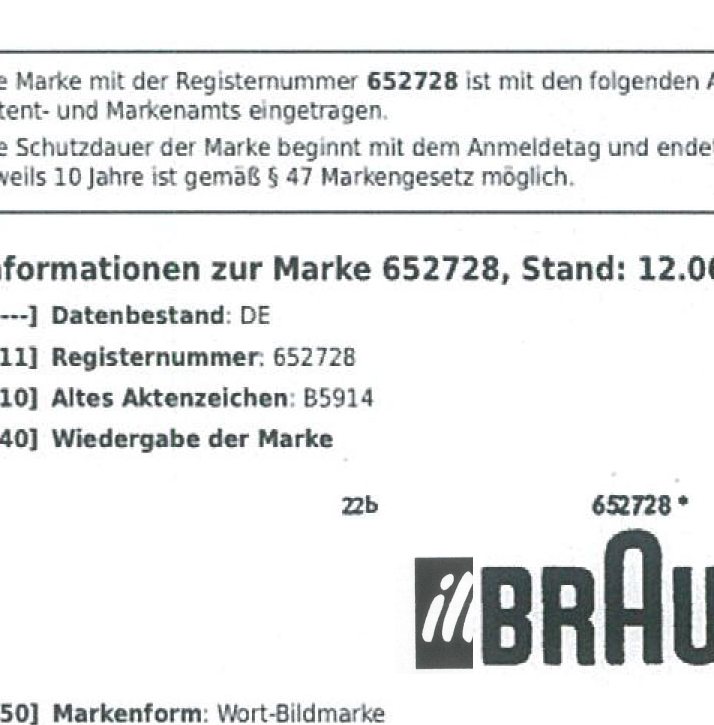 e Marke mit der Registernummer 652728 ist mit den folgenden A
tent- und Markenamts eingetragen.
e Schutzdauer der Marke beginnt mit dem Anmeldetag und endet
weils 10 Jahre ist gemäß § 47 Markengesetz möglich.
nformationen zur Marke 652728, Stand: 12.00
---] Datenbestand: DE
11] Registernummer: 652728
10] Altes Aktenzeichen: B5914
40] Wiedergabe der Marke
22b 652728 *
BRAU
50] Markenform: Wort-Bildmarke